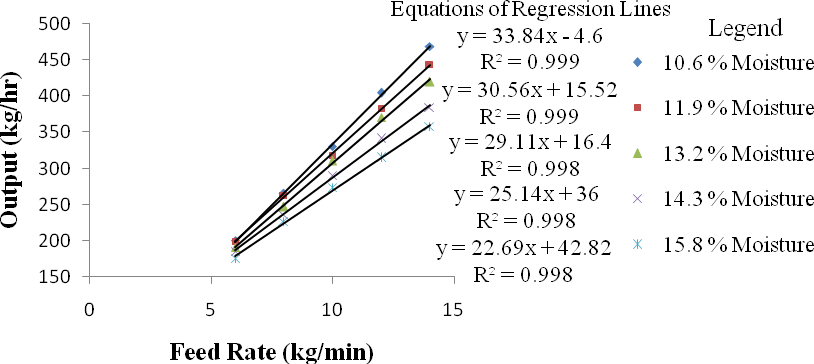 Equations of Regression Lines
y = 33.84x - 4.6
R² = 0.999
y = 30.56x + 15.52
R² = 0.999
y = 29.11x + 16.4
R² = 0.998
y = 25.14x + 36
R² = 0.998
y = 22.69x + 42.82
R² = 0.998
Legend
10.6 % Moisture
11.9 % Moisture
13.2 % Moisture
14.3 % Moisture
15.8 % Moisture
Output (kg/hr)
500
450
400
350
300
250
200
150
0 5 10 15
Feed Rate (kg/min)